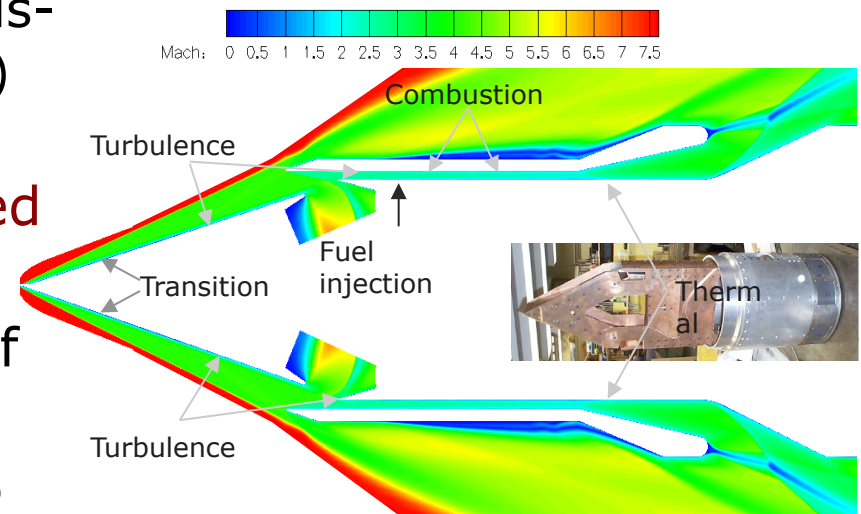 is-
)
Mach: 0 0.5 1 1.5 2 2.5 3 3.5 4 4.5 5 5.5 6 6.5 7 7.5
Combustion
Turbulence
ed
Fuel
injection
Transition
Therm
al
f
Turbulence